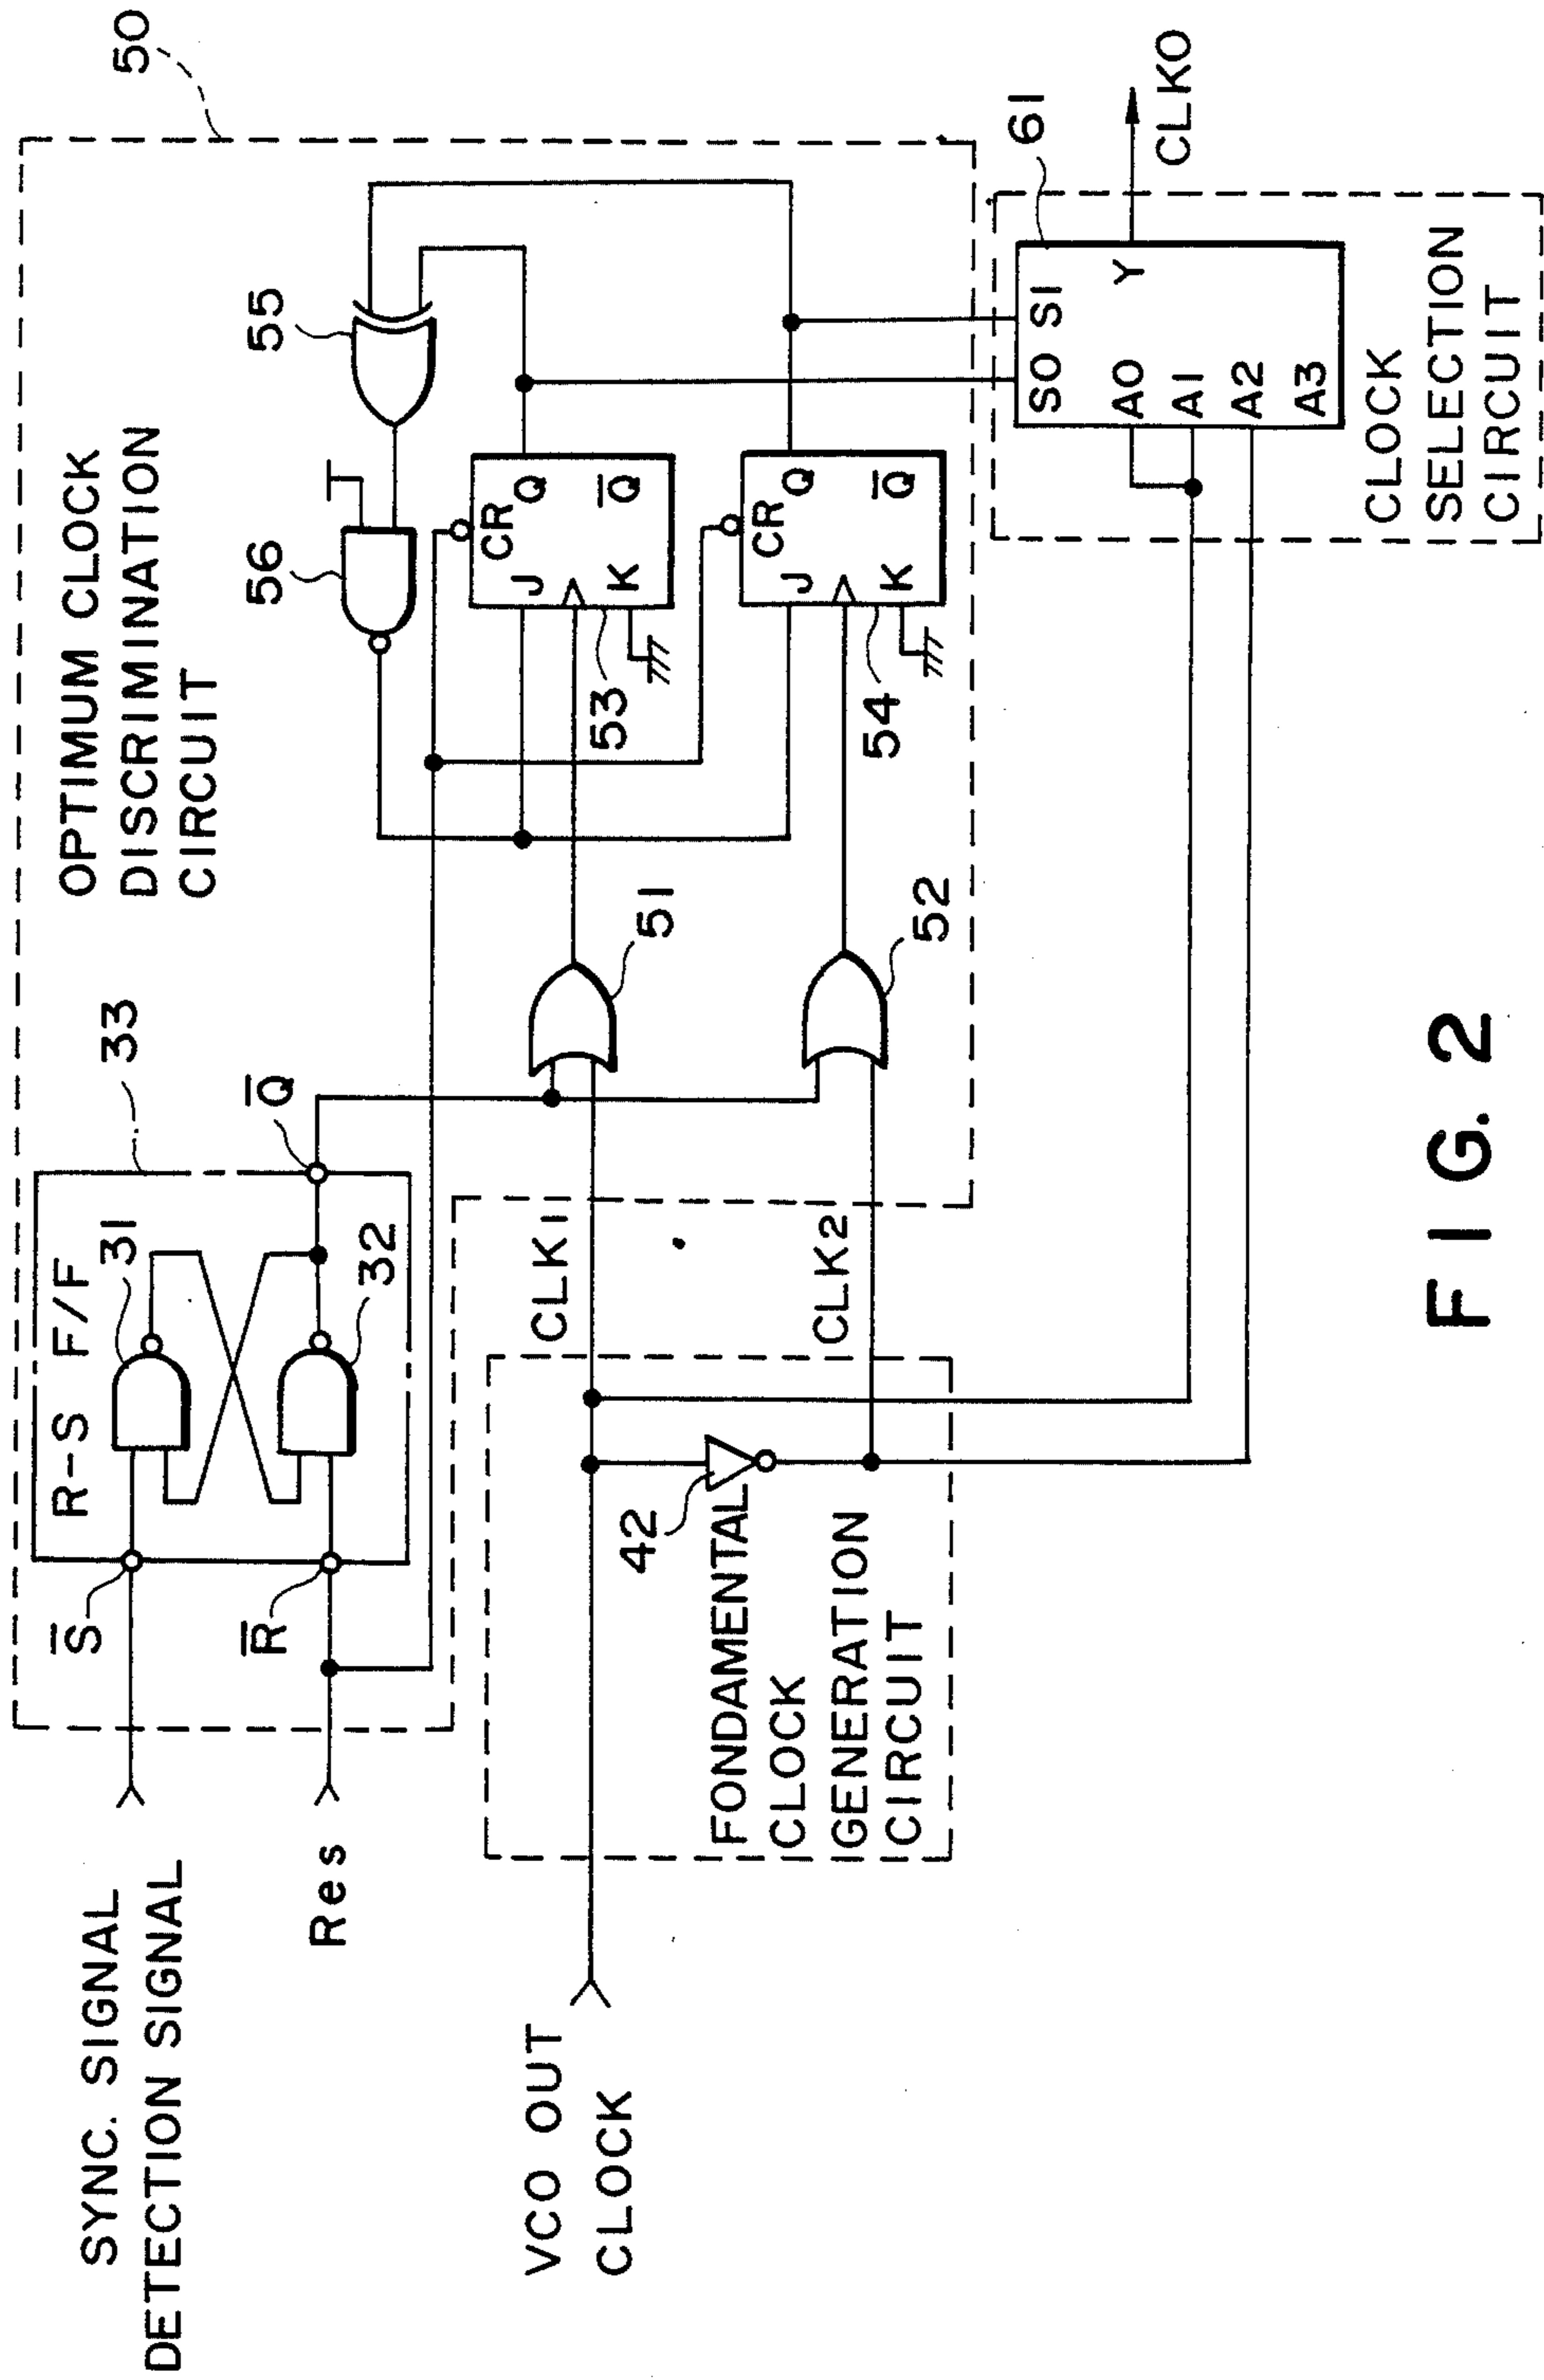 50
OPTIMUM CLOCK
DISCRIMINATION
CIRCUIT
33
R-S F/F
31
32
S̅
R̅
Q̅
SYNC. SIGNAL
DETECTION SIGNAL
Res
55
56
CR
J
Q
K
Q̅
53
CR
J
Q
K
Q̅
54
51
52
CLK1
CLK2
VCO OUT
CLOCK
42
FONDAMENTAL
CLOCK
GENERATION
CIRCUIT
61
S0 S1
A0 Y
A1
A2
A3
CLK0
CLOCK
SELECTION
CIRCUIT
FIG. 2